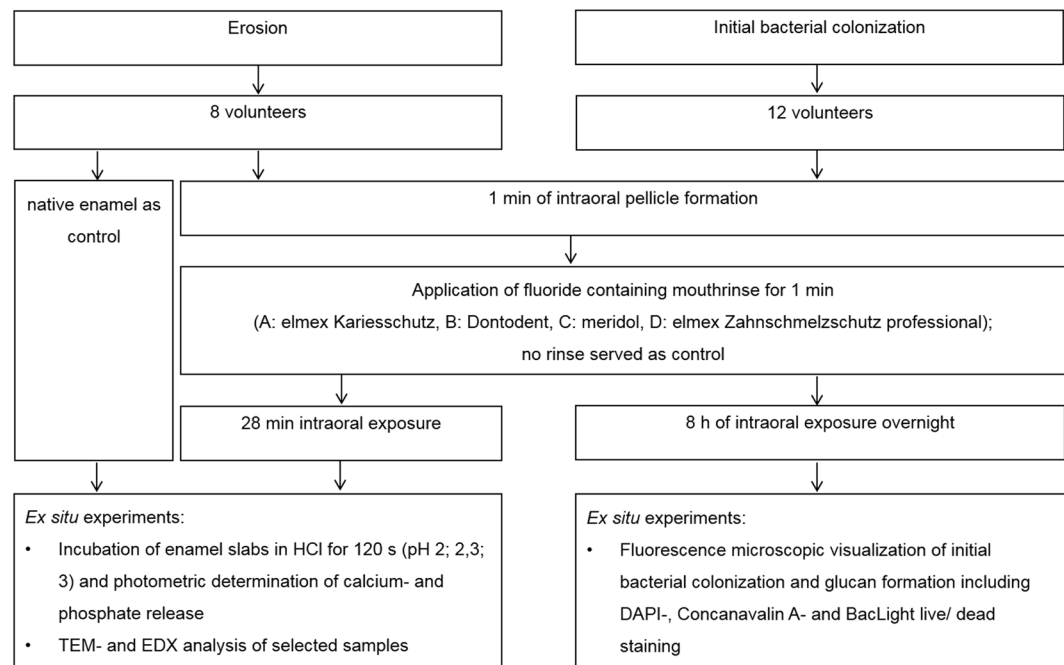 Erosion
Initial bacterial colonization
8 volunteers
12 volunteers
native enamel as
control
1 min of intraoral pellicle formation
Application of fluoride containing mouthrinse for 1 min
(A: elmex Kariesschutz, B: Dontodent, C: meridol, D: elmex Zahnschmelzschutz professional);
no rinse served as control
28 min intraoral exposure
8 h of intraoral exposure overnight
Ex situ experiments:
• Incubation of enamel slabs in HCl for 120 s (pH 2; 2,3;
3) and photometric determination of calcium- and
phosphate release
• TEM- and EDX analysis of selected samples
Ex situ experiments:
• Fluorescence microscopic visualization of initial
bacterial colonization and glucan formation including
DAPI-, Concanavalin A- and BacLight live/ dead
staining